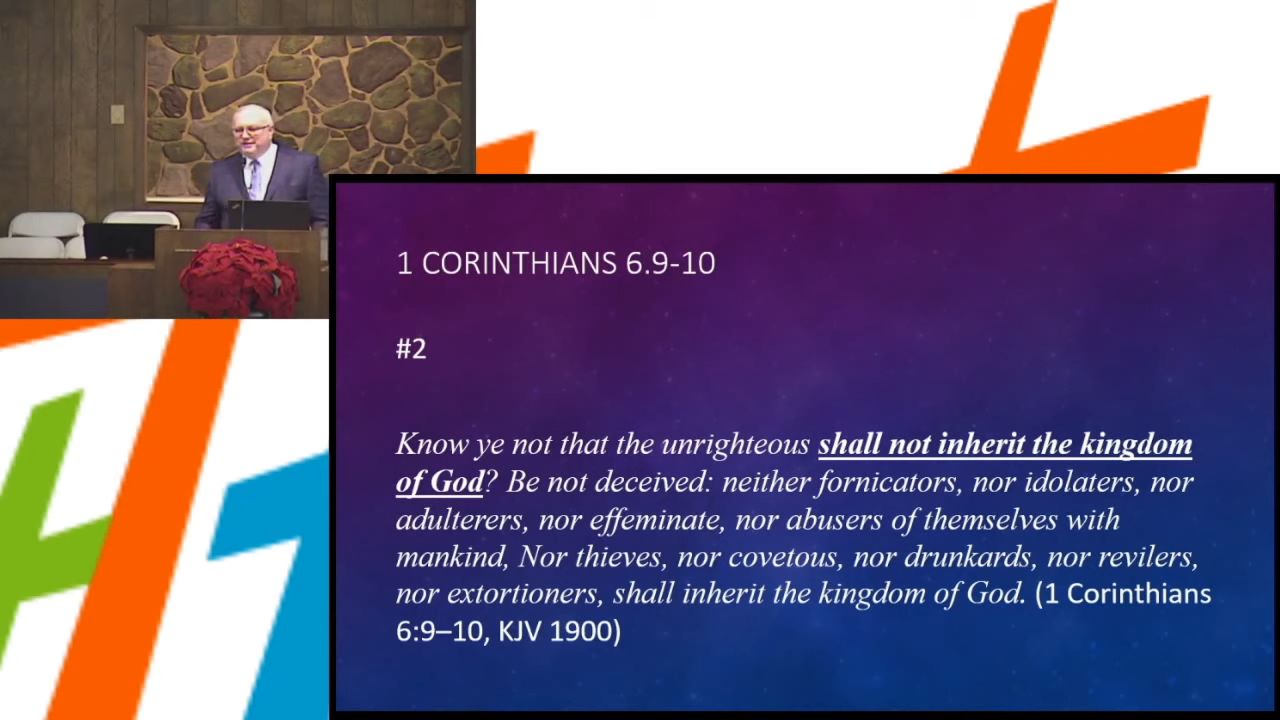 1 CORINTHIANS 6.9-10
#2
Know ye not that the unrighteous shall not inherit the kingdom
of God? Be not deceived: neither fornicators, nor idolaters, nor
adulterers, nor effeminate, nor abusers of themselves with
mankind, Nor thieves, nor covetous, nor drunkards, nor revilers,
nor extortioners, shall inherit the kingdom of God. (1 Corinthians
6:9–10, KJV 1900)